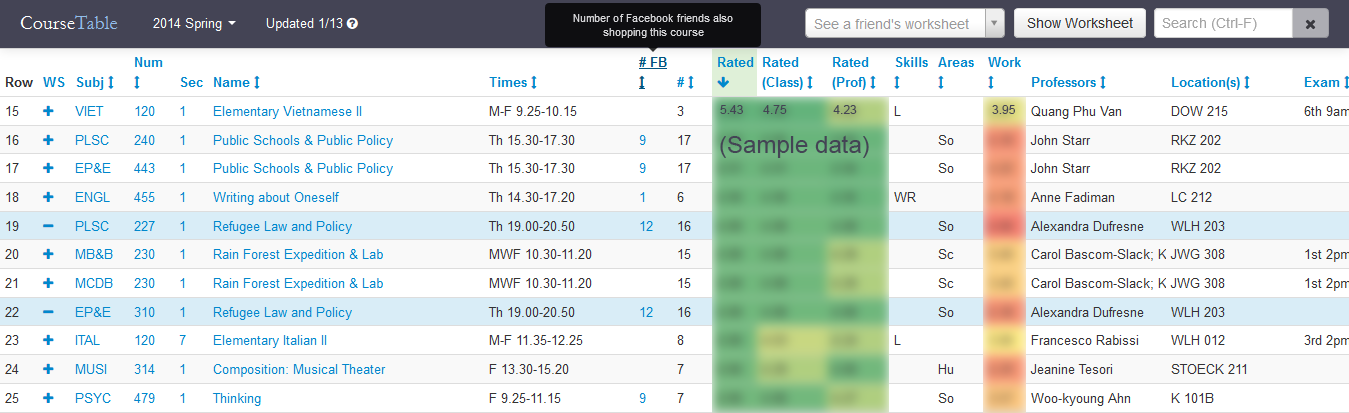 CourseTable 2014 Spring Updated 1/13 Number of Facebook friends also shopping this course See a friend's worksheet Show Worksheet Search (Ctrl-F)
Row WS Subj Num Sec Name Times # FB # Rated Rated (Class) Rated (Prof) Skills Areas Work Professors Location(s) Exam
15 VIET 120 1 Elementary Vietnamese II M-F 9.25-10.15 3 5.43 4.75 4.23 L 3.95 Quang Phu Van DOW 215 6th 9am
16 PLSC 240 1 Public Schools & Public Policy Th 15.30-17.30 9 17 (Sample data) So John Starr RKZ 202
17 EP&E 443 1 Public Schools & Public Policy Th 15.30-17.30 9 17 So John Starr RKZ 202
18 ENGL 455 1 Writing about Oneself Th 14.30-17.20 1 6 WR Anne Fadiman LC 212
19 PLSC 227 1 Refugee Law and Policy Th 19.00-20.50 12 16 So Alexandra Dufresne WLH 203
20 MB&B 230 1 Rain Forest Expedition & Lab MWF 10.30-11.20 15 Sc Carol Bascom-Slack; K JWG 308 1st 2pm
21 MCDB 230 1 Rain Forest Expedition & Lab MWF 10.30-11.20 15 Sc Carol Bascom-Slack; K JWG 308 1st 2pm
22 EP&E 310 1 Refugee Law and Policy Th 19.00-20.50 12 16 So Alexandra Dufresne WLH 203
23 ITAL 120 7 Elementary Italian II M-F 11.35-12.25 8 L Francesco Rabissi WLH 012 3rd 2pm
24 MUSI 314 1 Composition: Musical Theater F 13.30-15.20 7 Hu Jeanine Tesori STOECK 211
25 PSYC 479 1 Thinking F 9.25-11.15 9 7 So Woo-kyoung Ahn K 101B